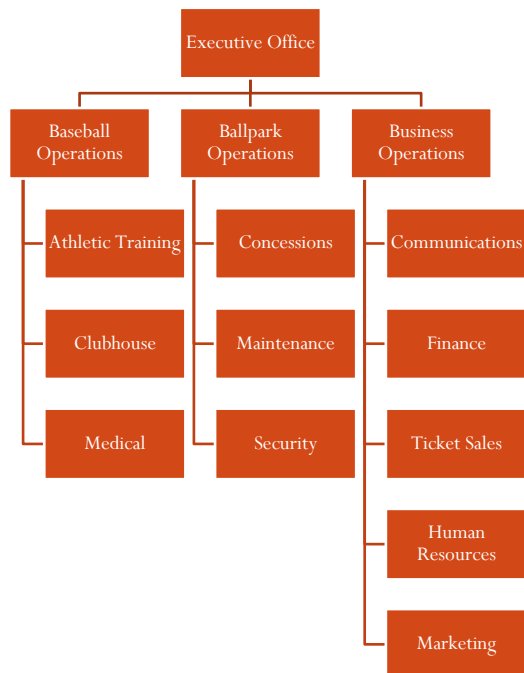 Executive Office
Baseball
Operations
Ballpark
Operations
Business
Operations
Athletic Training
Concessions
Communications
Clubhouse
Maintenance
Finance
Medical
Security
Ticket Sales
Human
Resources
Marketing